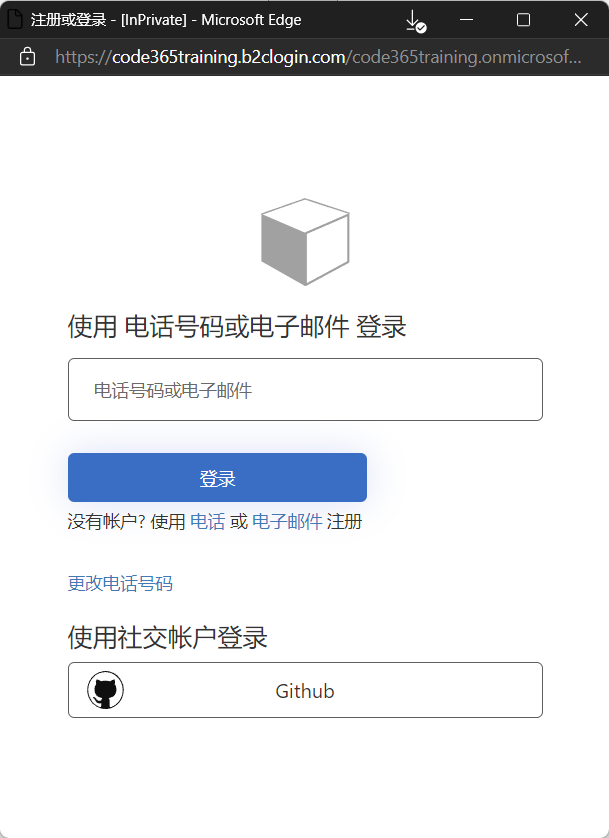 注册或登录 - [InPrivate] - Microsoft Edge
https://code365training.b2clogin.com/code365training.onmicrosof...
使用 电话号码或电子邮件 登录
电话号码或电子邮件
登录
没有帐户? 使用 电话 或 电子邮件 注册
更改电话号码
使用社交帐户登录
Github